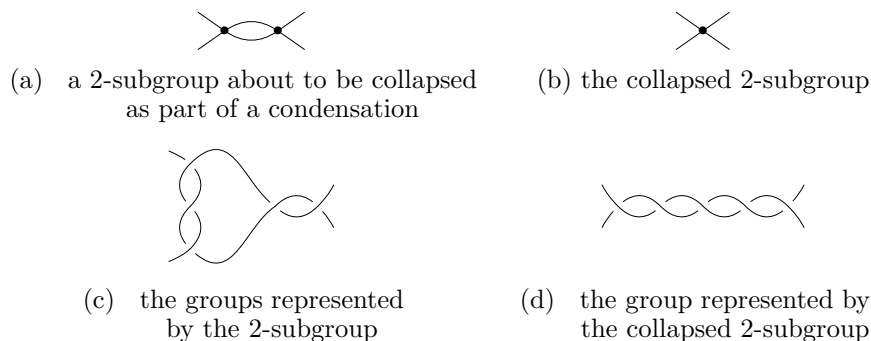 (a) a 2-subgroup about to be collapsed
as part of a condensation
(b) the collapsed 2-subgroup
(c) the groups represented
by the 2-subgroup
(d) the group represented by
the collapsed 2-subgroup